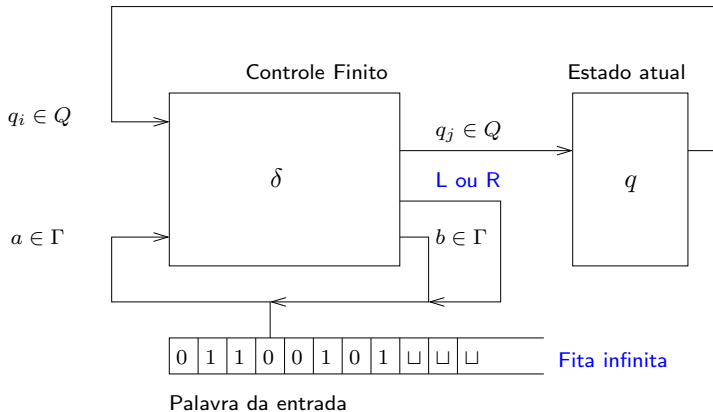 Controle Finito
Estado atual
q_i ∈ Q
q_j ∈ Q
δ
L ou R
q
a ∈ Γ
b ∈ Γ
0 1 1 0 0 1 0 1 ⊔ ⊔ ⊔
Fita infinita
Palavra da entrada